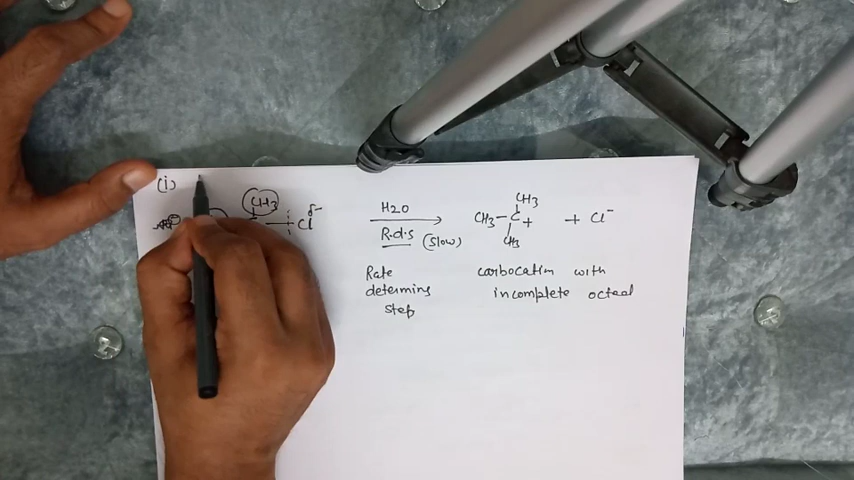 (i)
CH3
δ-
Cl
H2O
R.d.s (slow)
Rate
determins
step
CH3
CH3-C+
CH3
+ Cl-
carbocation with
incomplete octed